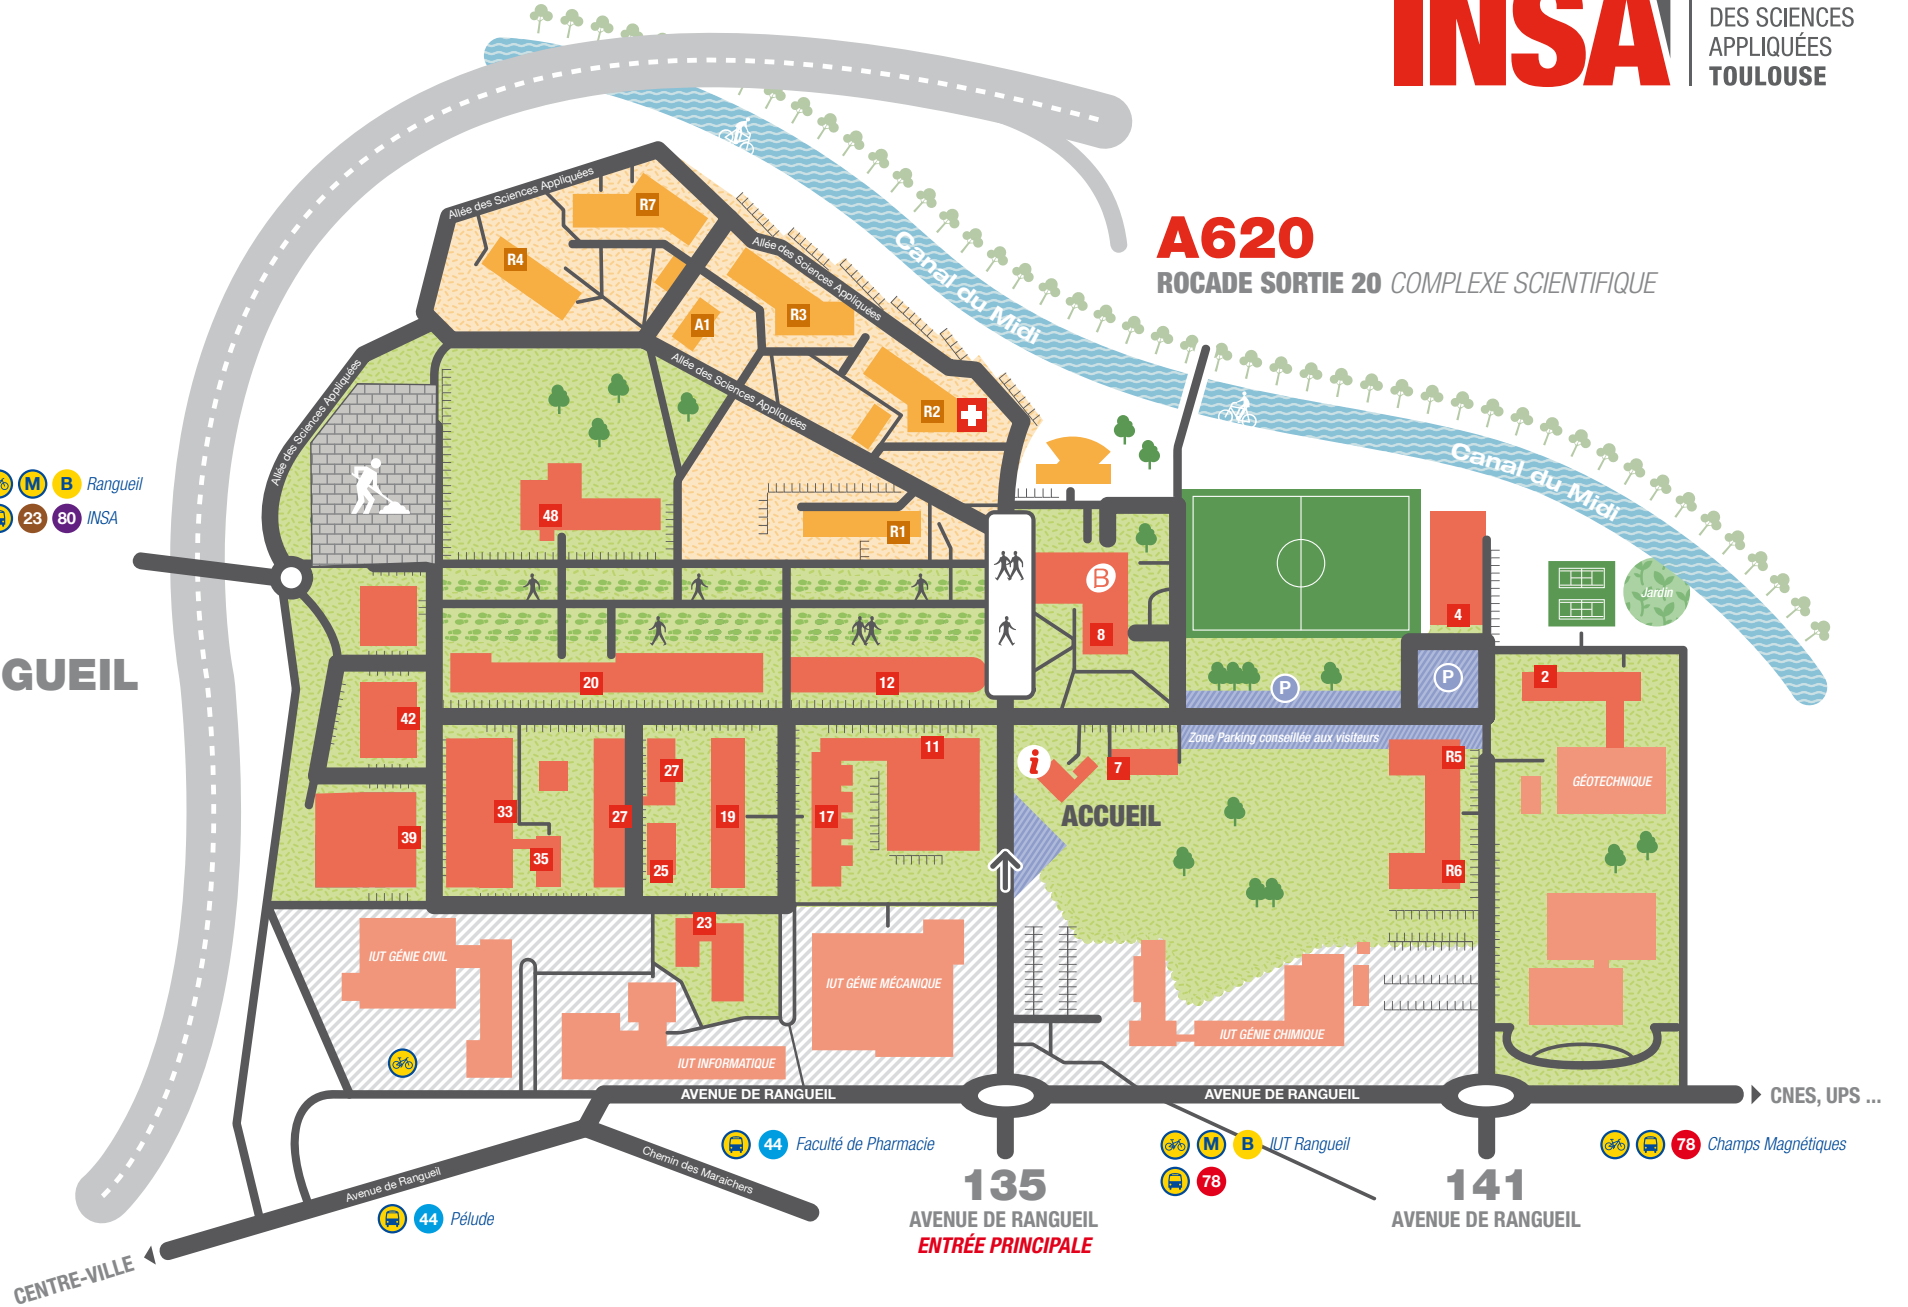 INSA
DES SCIENCES
APPLIQUÉES
TOULOUSE
A620
ROCADE SORTIE 20 COMPLEXE SCIENTIFIQUE
Canal du Midi
Canal du Midi
Allée des Sciences Appliquées
Allée des Sciences Appliquées
Allée des Sciences Appliquées
Allée des Sciences Appliquées
R7
R4
A1
R3
R2
R1
M B Rangueil
23 80 INSA
GUEIL
48
B
8
4
Jardin
20
12
P
P
2
42
Zone Parking conseillée aux visiteurs
11
i
7
R5
27
GÉOTECHNIQUE
33
27
19
17
ACCUEIL
39
35
25
R6
23
IUT GÉNIE CIVIL
IUT GÉNIE MÉCANIQUE
IUT GÉNIE CHIMIQUE
IUT INFORMATIQUE
AVENUE DE RANGUEIL
AVENUE DE RANGUEIL
CNES, UPS ...
44 Faculté de Pharmacie
M B IUT Rangueil
78
78 Champs Magnétiques
Chemin des Maraichers
Avenue de Rangueil
44 Pélude
135
AVENUE DE RANGUEIL
ENTRÉE PRINCIPALE
141
AVENUE DE RANGUEIL
CENTRE-VILLE